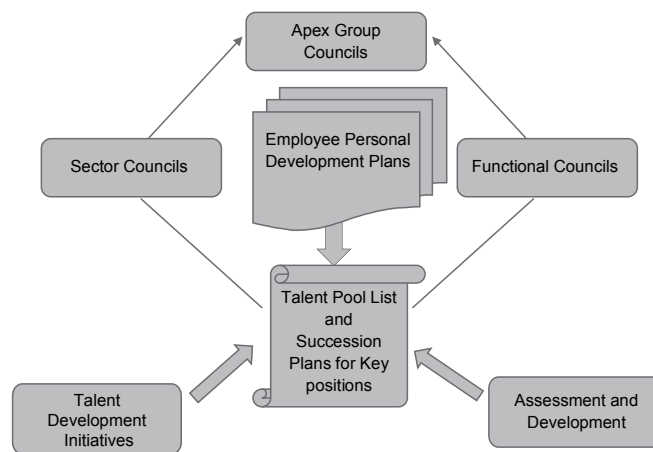 Apex Group
Councils
Employee Personal
Development Plans
Sector Councils
Functional Councils
Talent Pool List
and
Succession
Plans for Key
positions
Talent
Development
Initiatives
Assessment and
Development